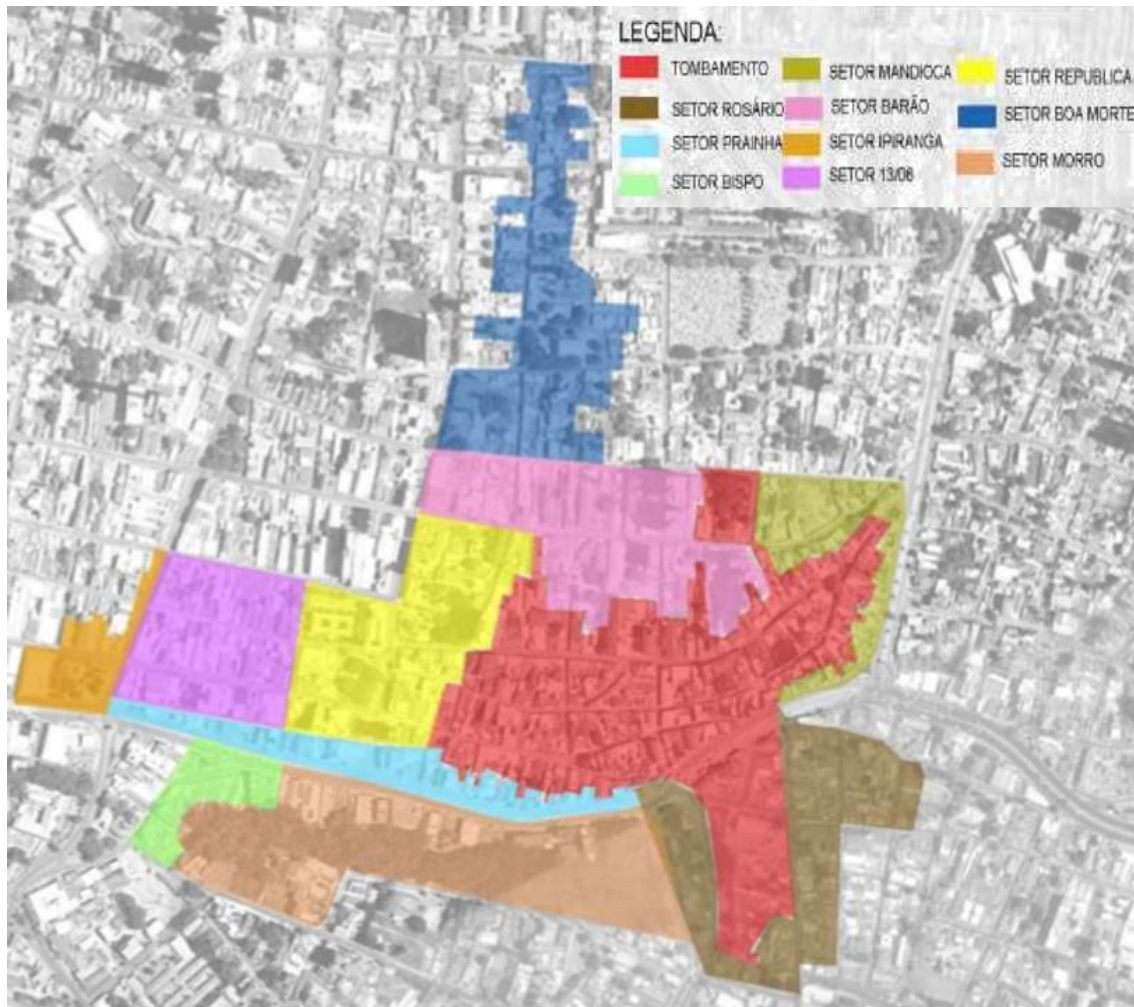 LEGENDA:
TOMBAMENTO
SETOR MANDIOCA
SETOR REPUBLICA
SETOR ROSÁRIO
SETOR BARÃO
SETOR BOA MORTE
SETOR PRAINHA
SETOR IPIRANGA
SETOR MORRO
SETOR BISPO
SETOR 13/06